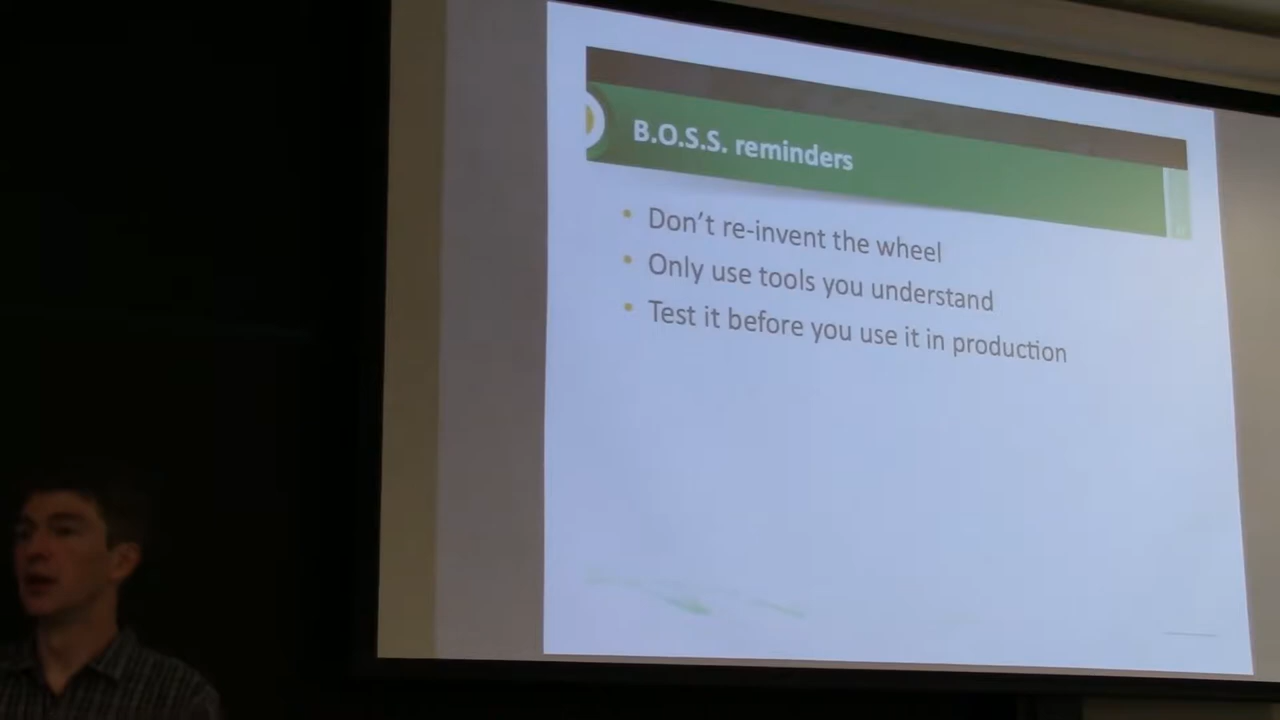 B.O.S.S. reminders
Don't re-invent the wheel
Only use tools you understand
Test it before you use it in production